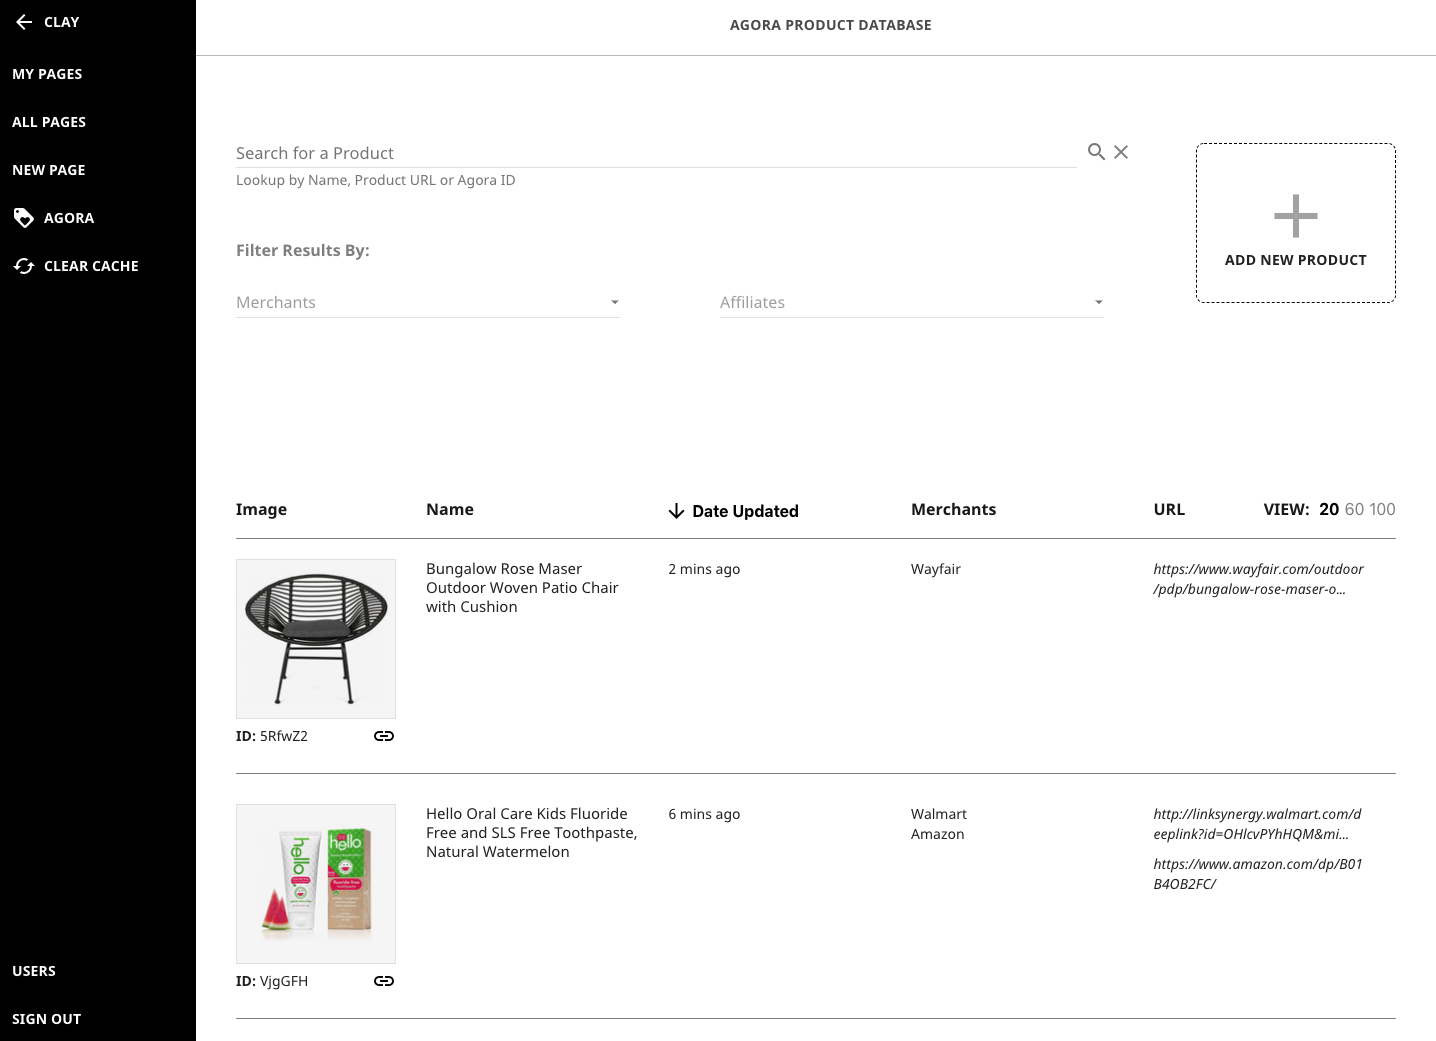 CLAY
MY PAGES
ALL PAGES
NEW PAGE
AGORA
CLEAR CACHE
USERS
SIGN OUT
AGORA PRODUCT DATABASE
Search for a Product
Lookup by Name, Product URL or Agora ID
Filter Results By:
Merchants
Affiliates
ADD NEW PRODUCT
Image
Name
Date Updated
Merchants
URL
VIEW: 20 60 100
ID: 5RfwZ2
Bungalow Rose Maser
Outdoor Woven Patio Chair
with Cushion
2 mins ago
Wayfair
https://www.wayfair.com/outdoor
/pdp/bungalow-rose-maser-o...
hello
hello
fluoride free
ID: VjgGFH
Hello Oral Care Kids Fluoride
Free and SLS Free Toothpaste,
Natural Watermelon
6 mins ago
Walmart
Amazon
http://linksynergy.walmart.com/d
eeplink?id=OHlcvPYhHQM&mi...
https://www.amazon.com/dp/B01
B4OB2FC/